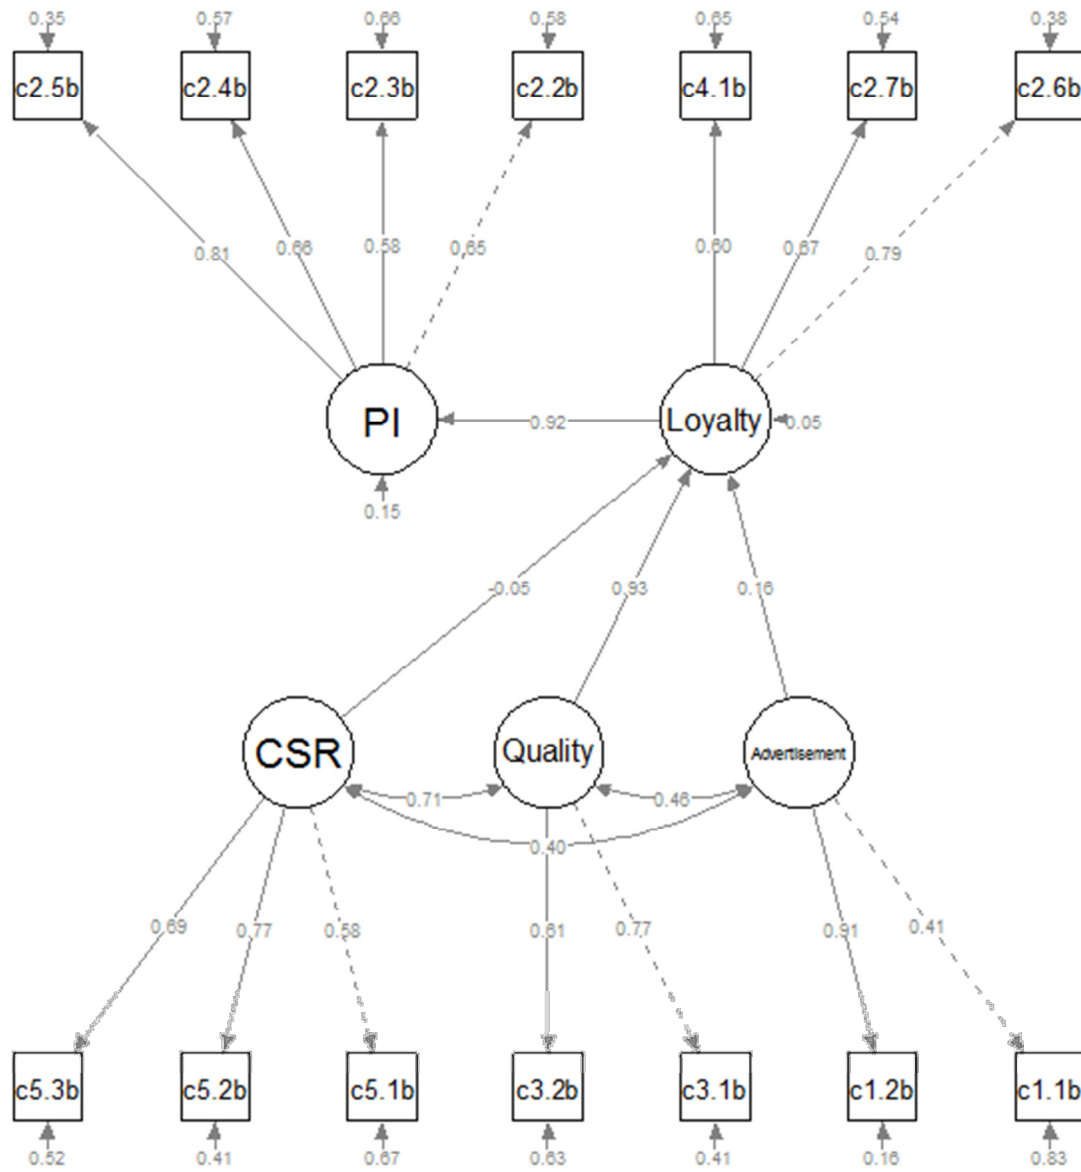 0.35 0.57 0.66 0.58 0.65 0.54 0.38
c2.5b c2.4b c2.3b c2.2b c4.1b c2.7b c2.6b
0.81 0.66 0.58 0.65 0.60 0.67 0.79
PI 0.92 Loyalty 0.05
0.15
-0.05 0.93 0.16
CSR Quality Advertisement
0.71 0.46
0.40
0.69 0.77 0.58 0.61 0.77 0.91 0.41
c5.3b c5.2b c5.1b c3.2b c3.1b c1.2b c1.1b
0.52 0.41 0.67 0.63 0.41 0.16 0.83